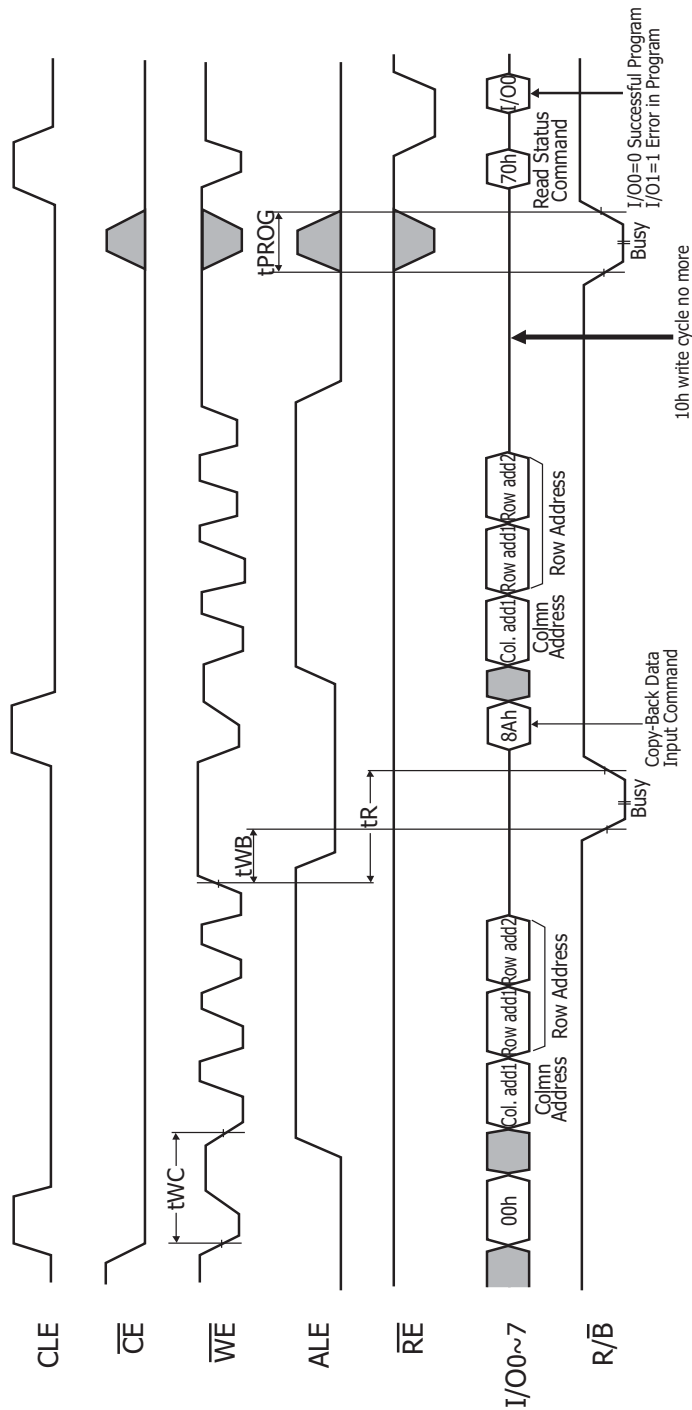 CLE
CE
WE
tWC
tWB
tPROG
ALE
tR
RE
I/O0~7
00h
Col. add1
Row add1
Row add2
8Ah
Col. add1
Row add1
Row add2
70h
I/O0
Colmn
Address
Row Address
Colmn
Address
Row Address
Read Status
Command
R/B
Busy
Busy
Copy-Back Data
Input Command
10h write cycle no more
I/O0=0 Successful Program
I/O1=1 Error in Program